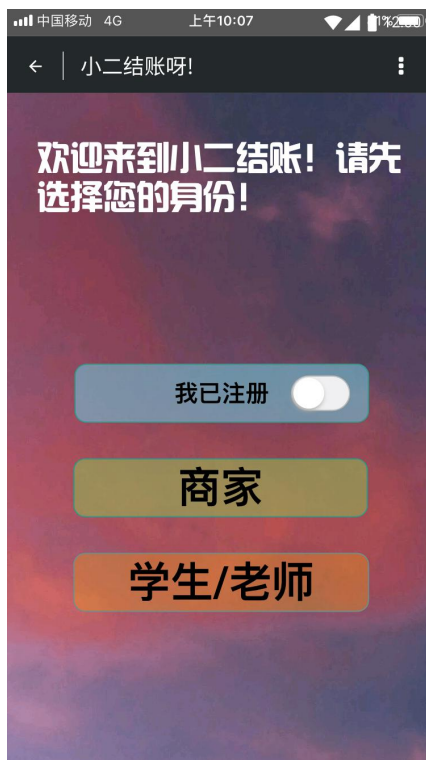 中国移动 4G 上午10:07
小二结账呀!
欢迎来到小二结账！请先
选择您的身份！
我已注册
商家
学生/老师